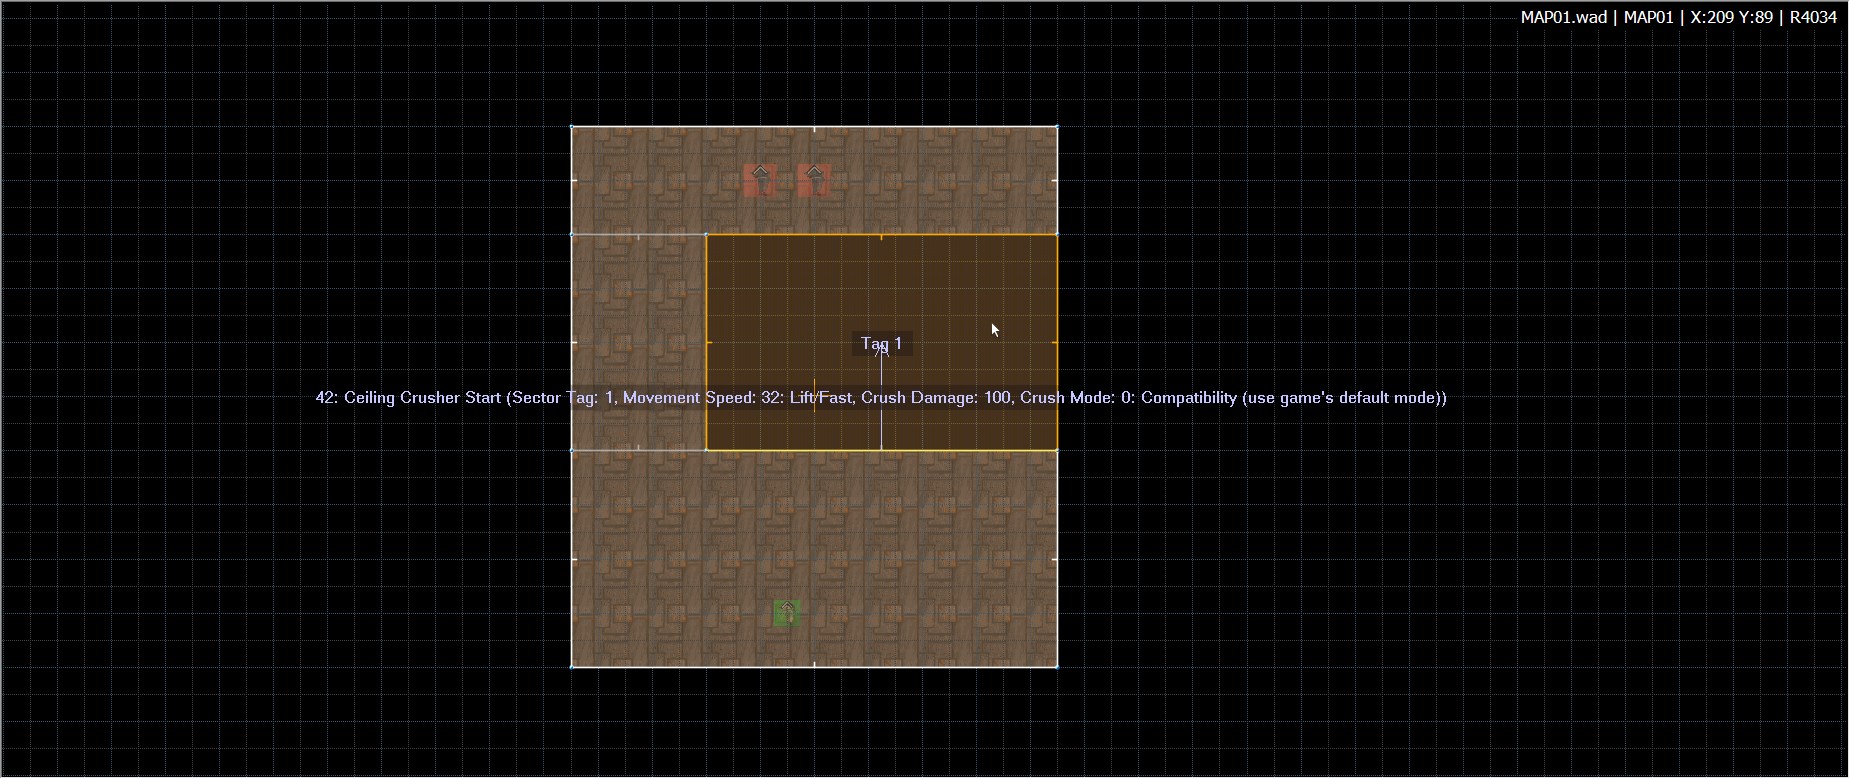 MAP01.wad | MAP01 | X:209 Y:89 | R4034
Tag 1
42: Ceiling Crusher Start (Sector Tag: 1, Movement Speed: 32: Lift/Fast, Crush Damage: 100, Crush Mode: 0: Compatibility (use game's default mode))